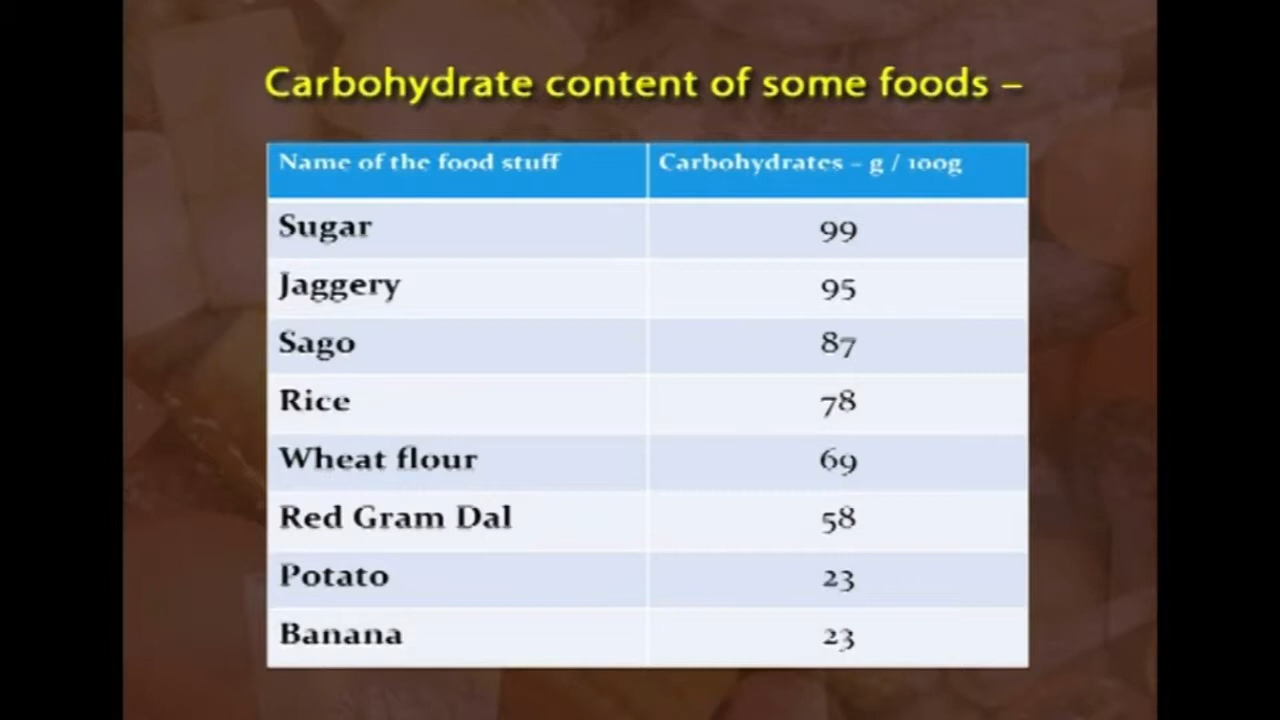 Carbohydrate content of some foods –
Name of the food stuff Carbohydrates – g / 100g
Sugar 99
Jaggery 95
Sago 87
Rice 78
Wheat flour 69
Red Gram Dal 58
Potato 23
Banana 23